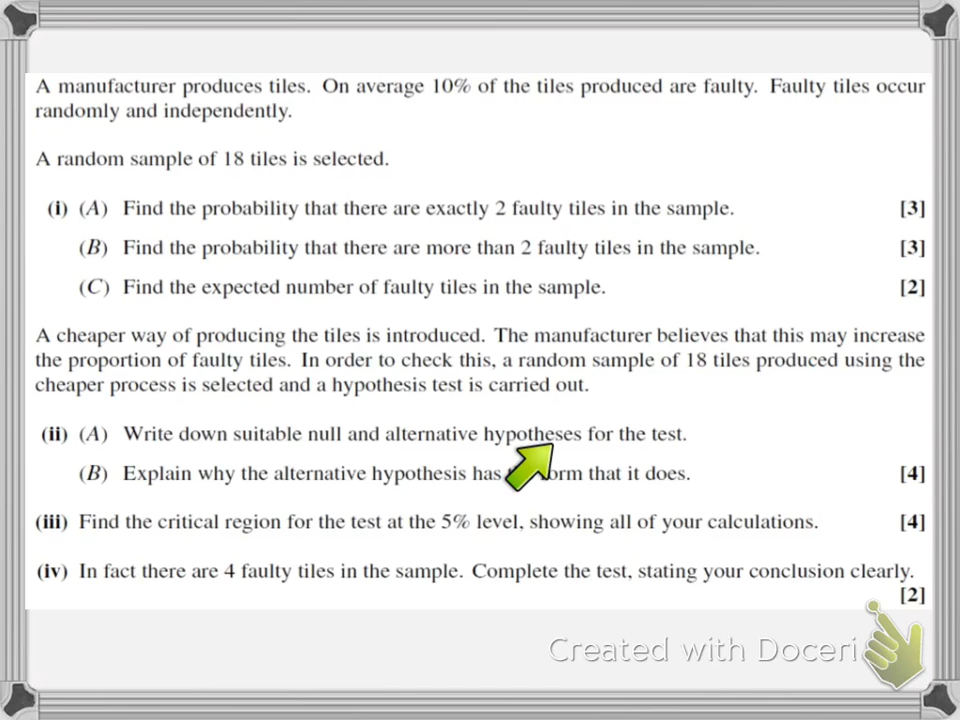 A manufacturer produces tiles. On average 10% of the tiles produced are faulty. Faulty tiles occur
randomly and independently.
A random sample of 18 tiles is selected.
(i) (A) Find the probability that there are exactly 2 faulty tiles in the sample. [3]
(B) Find the probability that there are more than 2 faulty tiles in the sample. [3]
(C) Find the expected number of faulty tiles in the sample. [2]
A cheaper way of producing the tiles is introduced. The manufacturer believes that this may increase
the proportion of faulty tiles. In order to check this, a random sample of 18 tiles produced using the
cheaper process is selected and a hypothesis test is carried out.
(ii) (A) Write down suitable null and alternative hypotheses for the test.
(B) Explain why the alternative hypothesis has form that it does. [4]
(iii) Find the critical region for the test at the 5% level, showing all of your calculations. [4]
(iv) In fact there are 4 faulty tiles in the sample. Complete the test, stating your conclusion clearly.
[2]
Created with Doceri